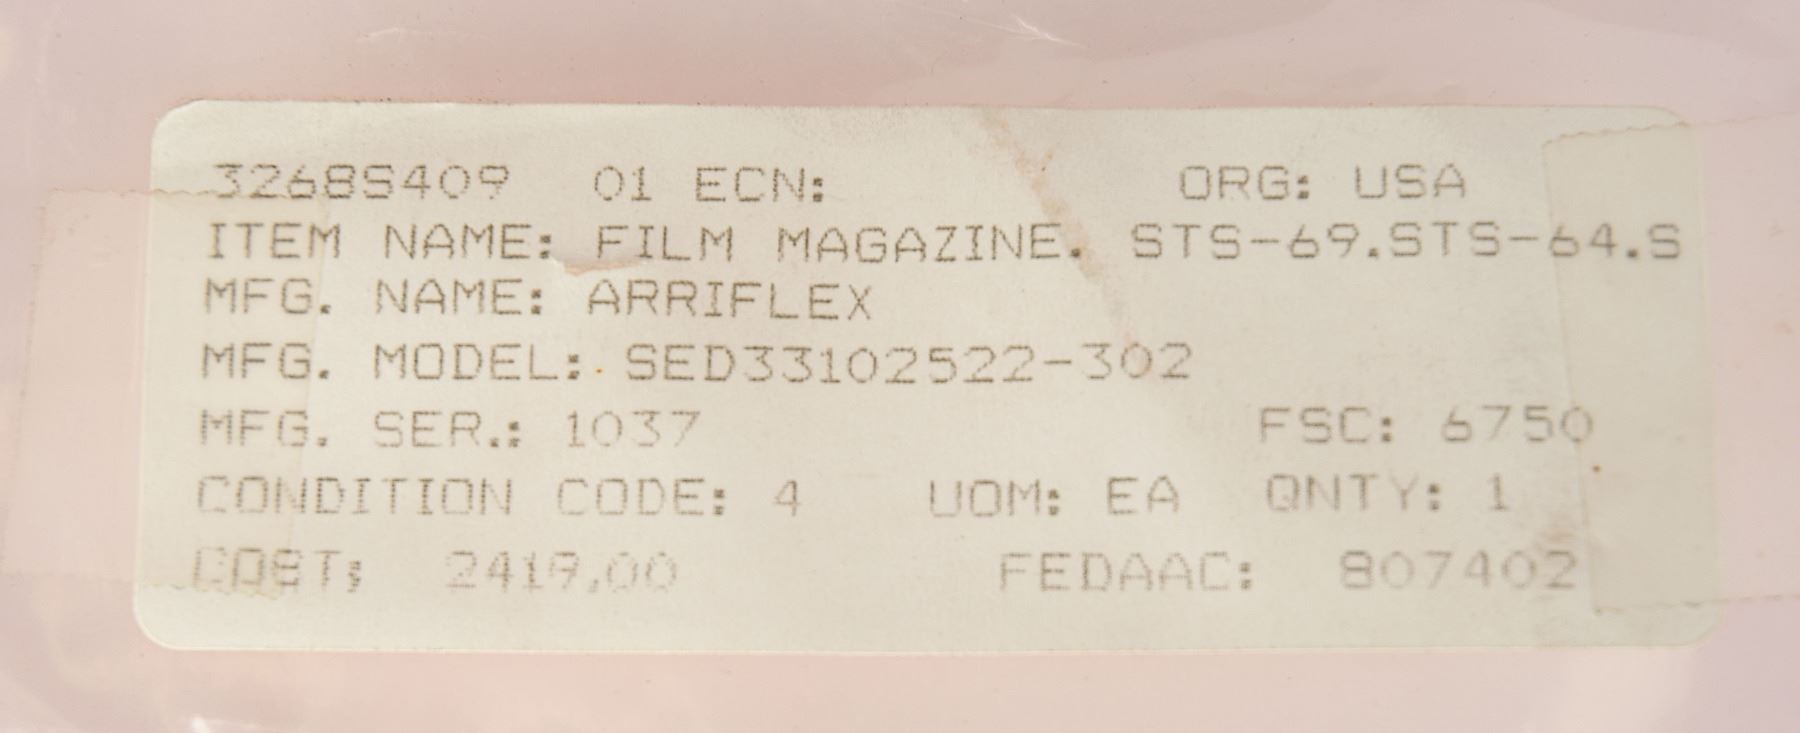 3268S409 01 ECN: ORG: USA
ITEM NAME: FILM MAGAZINE. STS-69.STS-64.S
MFG. NAME: ARRIFLEX
MFG. MODEL: SED33102522-302
MFG. SER.: 1037 FSC: 6750
CONDITION CODE: 4 UOM: EA QNTY: 1
COST: 2419.00 FEDAAC: 807402